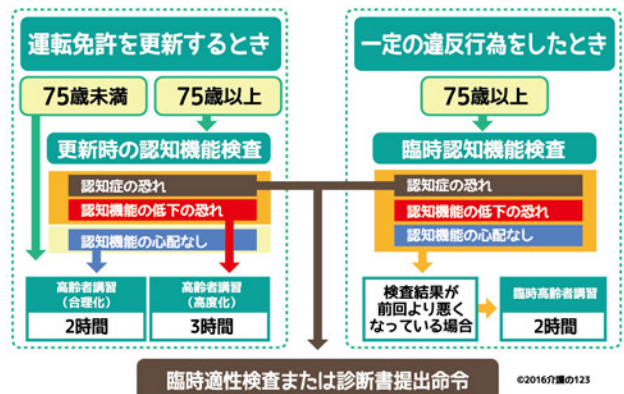 運転免許を更新するとき
75歳未満
75歳以上
更新時の認知機能検査
認知症の恐れ
認知機能の低下の恐れ
認知機能の心配なし
高齢者講習
(合理化)
2時間
高齢者講習
(高度化)
3時間
一定の違反行為をしたとき
75歳以上
臨時認知機能検査
認知症の恐れ
認知機能の低下の恐れ
認知機能の心配なし
検査結果が
前回より悪く
なっている場合
臨時高齢者講習
2時間
臨時適性検査または診断書提出命令
©2016介護の123